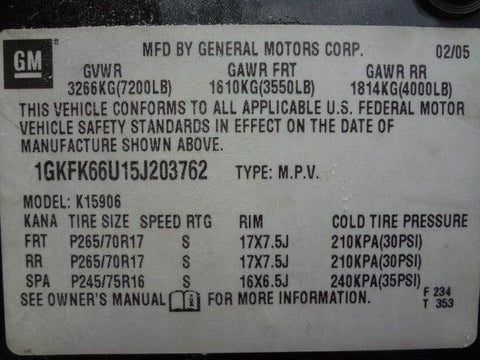 GM
MFD BY GENERAL MOTORS CORP. 02/05
GVWR GAWR FRT GAWR RR
3266KG(7200LB) 1610KG(3550LB) 1814KG(4000LB)
THIS VEHICLE CONFORMS TO ALL APPLICABLE U.S. FEDERAL MOTOR
VEHICLE SAFETY STANDARDS IN EFFECT ON THE DATE OF
MANUFACTURE SHOWN ABOVE.
1GKFK66U15J203762 TYPE: M.P.V.
MODEL: K15906
KANA TIRE SIZE SPEED RTG RIM COLD TIRE PRESSURE
FRT P265/70R17 S 17X7.5J 210KPA(30PSI)
RR P265/70R17 S 17X7.5J 210KPA(30PSI)
SPA P245/75R16 S 16X6.5J 240KPA(35PSI)
SEE OWNER'S MANUAL FOR MORE INFORMATION. F 234
T 353